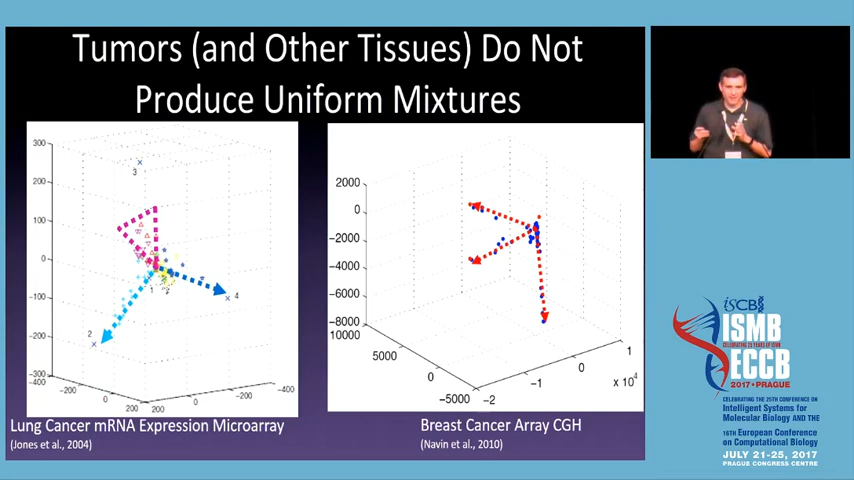 Tumors (and Other Tissues) Do Not
Produce Uniform Mixtures
300
200
100
0
−100
−200
−300
−400
−200
0
200
200
0
−200
−400
3
1
2
4
2000
0
−2000
−4000
−6000
−8000
10000
5000
0
−5000
−2
−1
0
1
x 10⁴
Lung Cancer mRNA Expression Microarray
(Jones et al., 2004)
Breast Cancer Array CGH
(Navin et al., 2010)
iSCB
ISMB
CELEBRATING 25 YEARS OF ISMB
ECCB
2017 • PRAGUE
CELEBRATING THE 25TH CONFERENCE ON
Intelligent Systems for
Molecular Biology AND THE
16TH European Conference
on Computational Biology
JULY 21-25, 2017
PRAGUE CONGRESS CENTRE